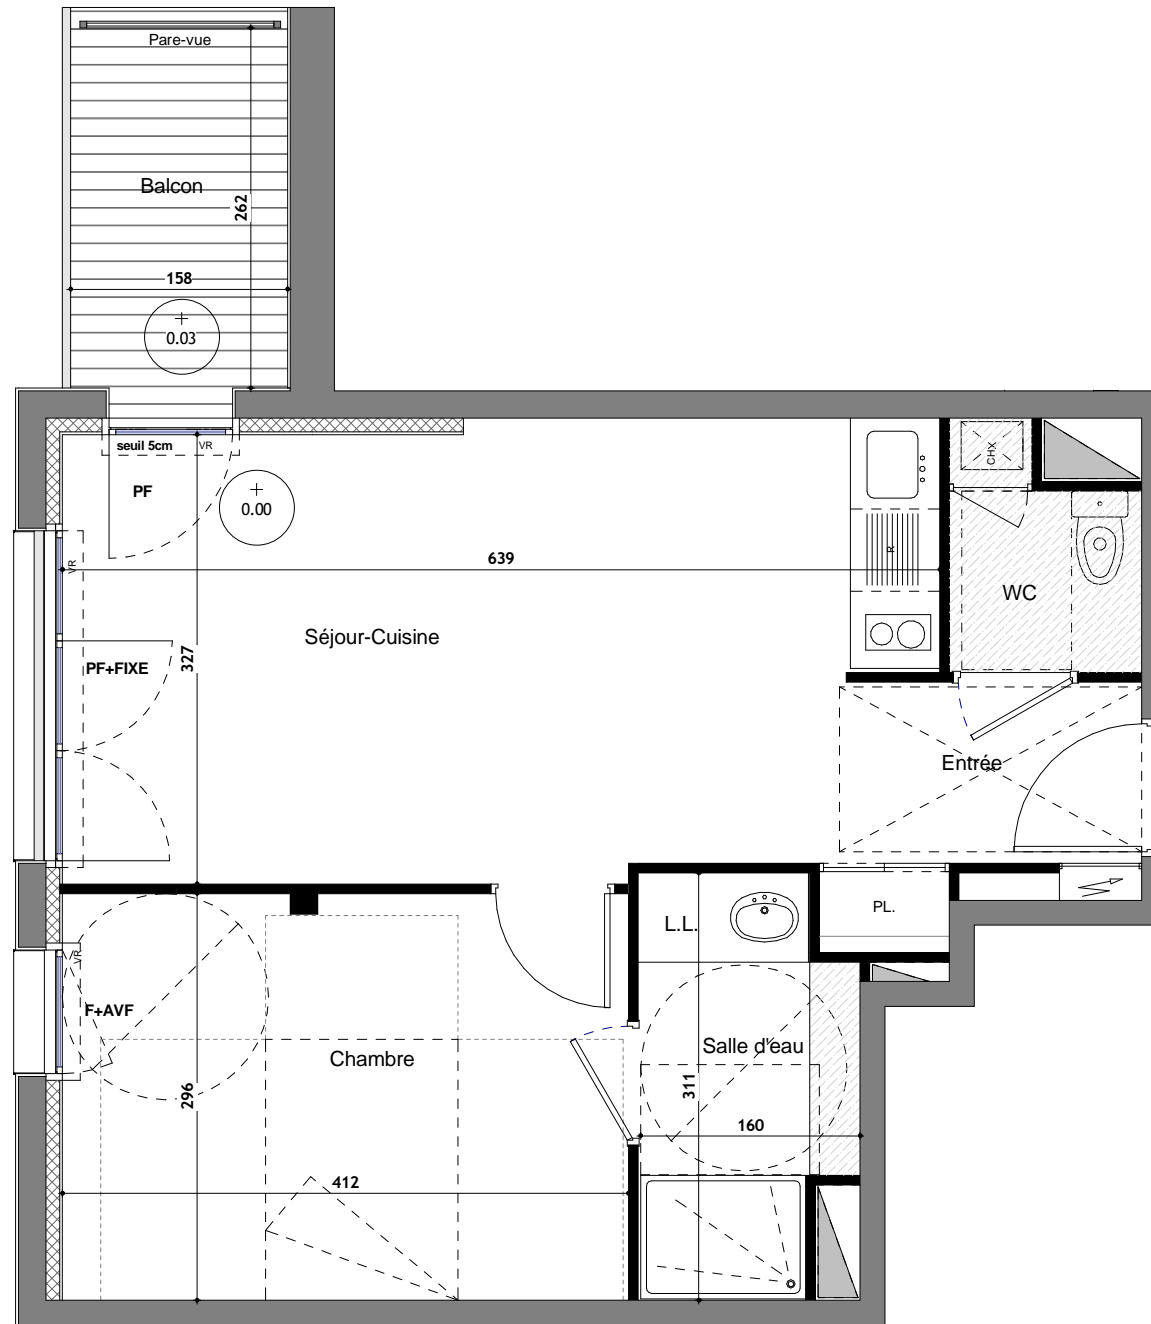 Pare-vue
Balcon
262
158
0.03
seuil 5cm
VR
PF
0.00
CHX
R
639
WC
VR
Séjour-Cuisine
327
PF+FIXE
Entrée
PL.
L.L.
VR
F+AVF
Salle d'eau
Chambre
296
311
160
412